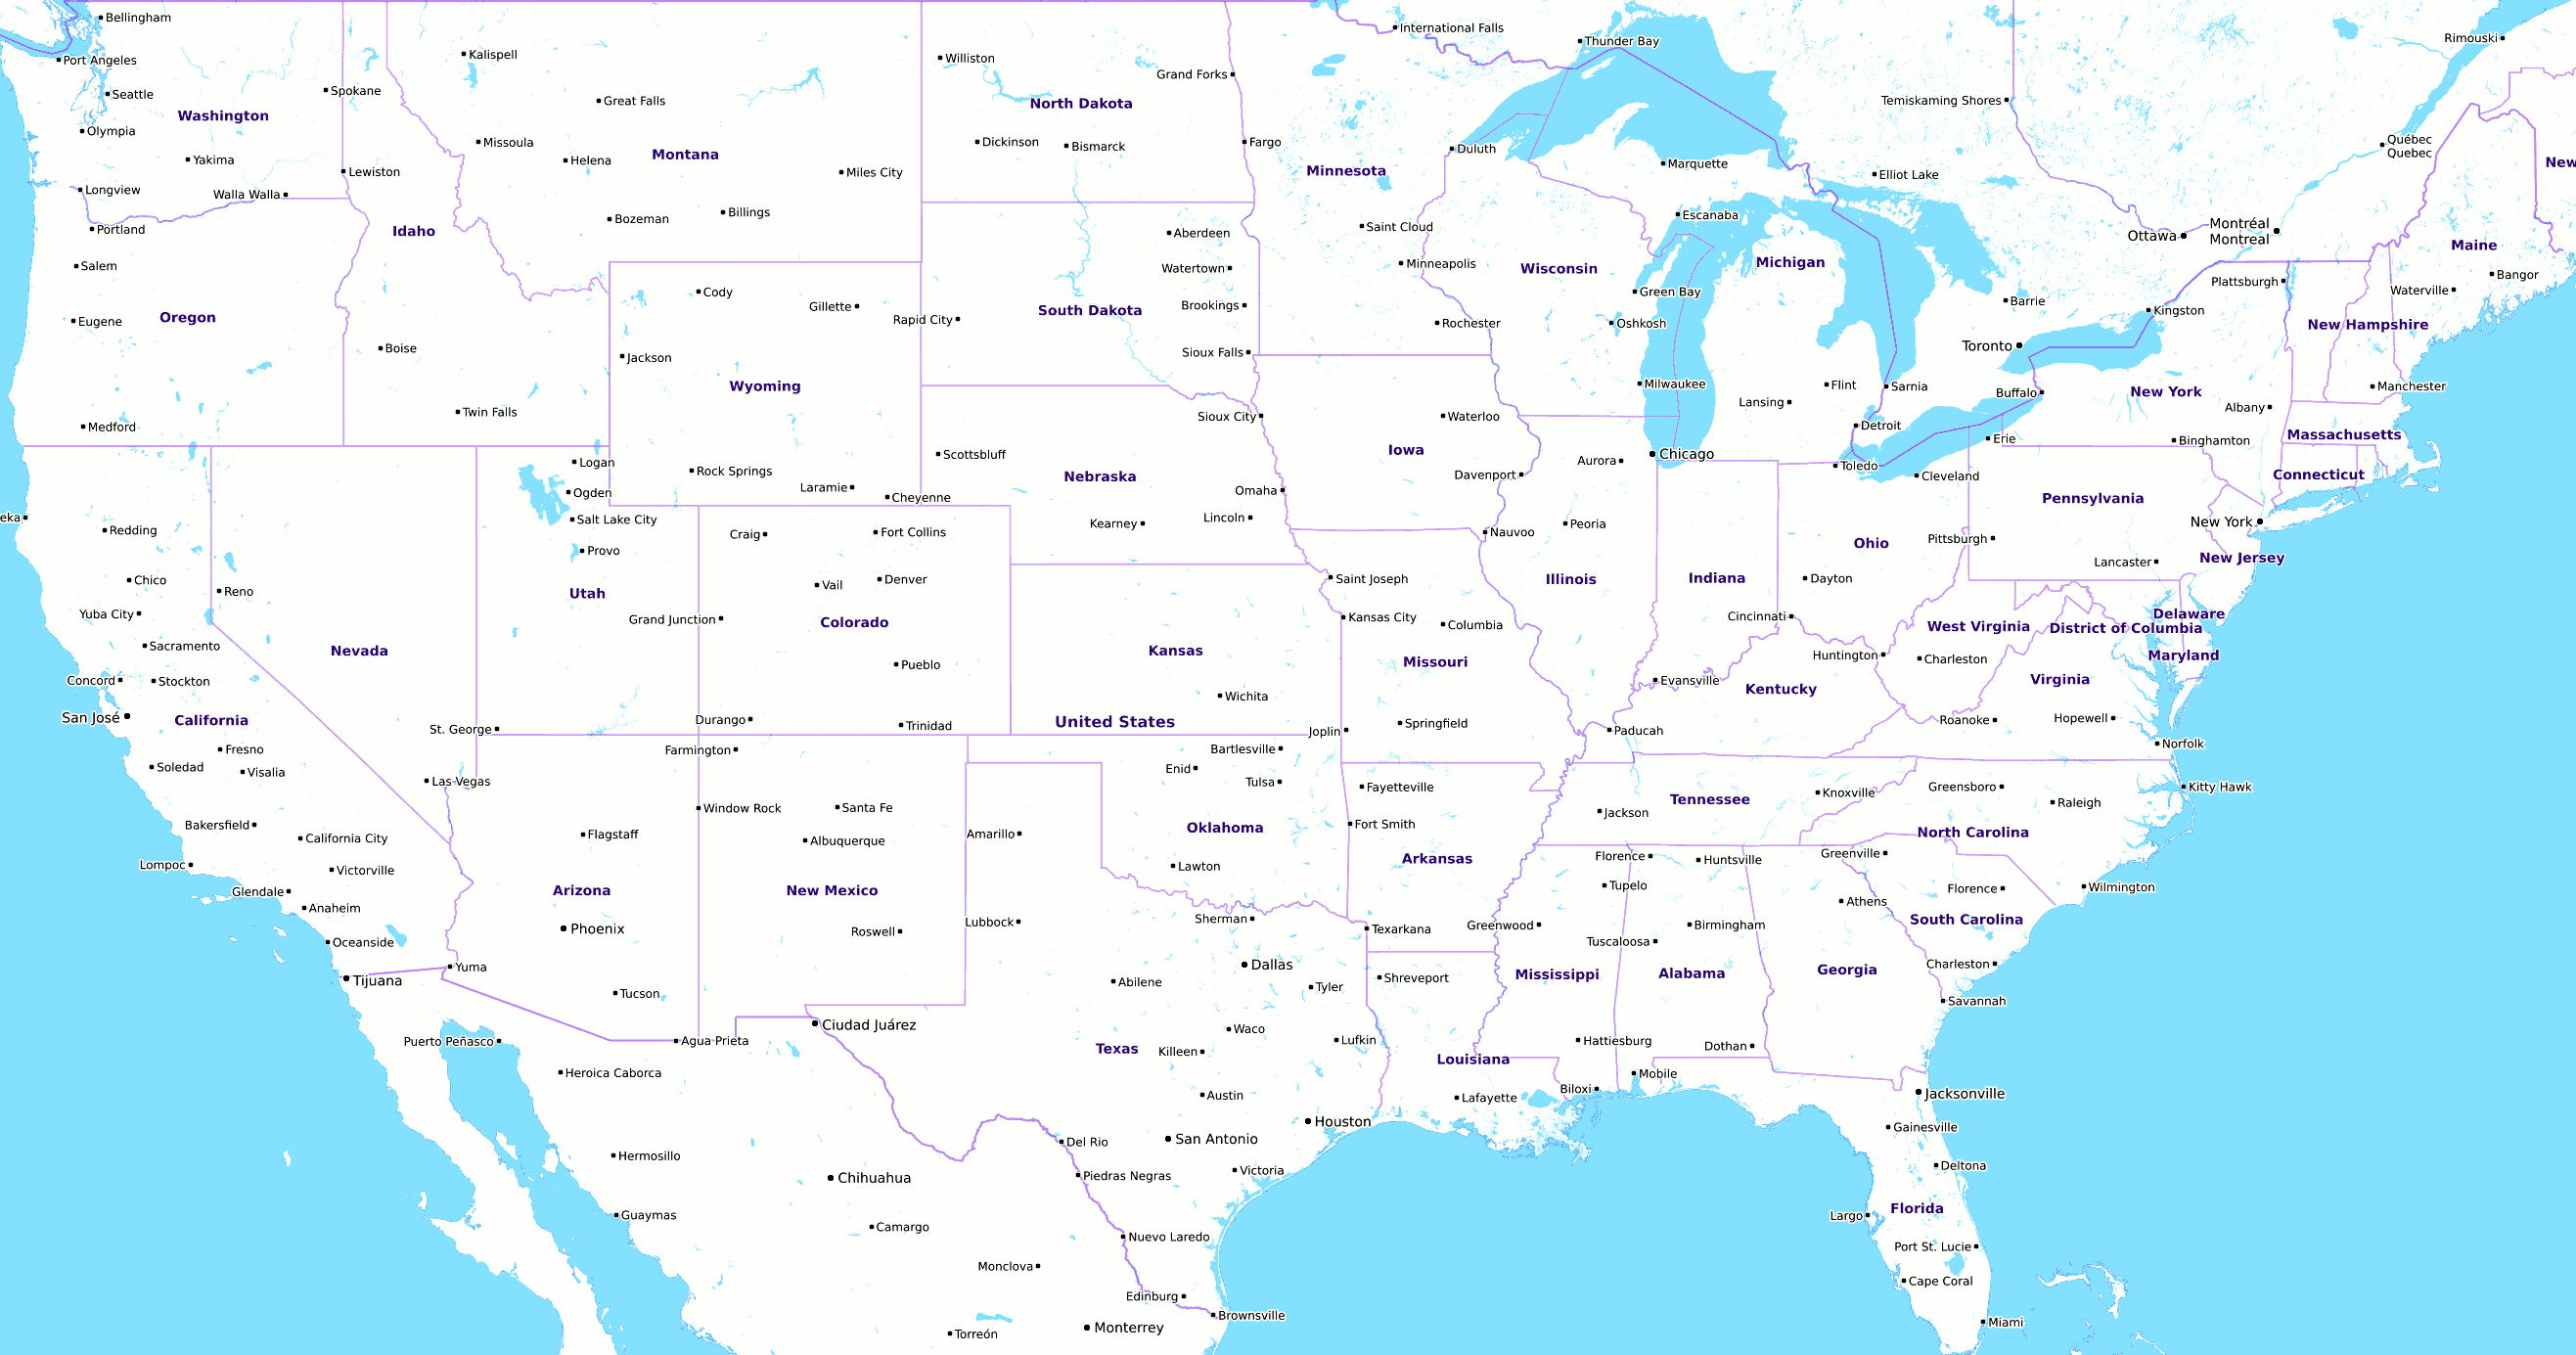 Bellingham
International Falls
Rimouski
Thunder Bay
Kalispell
Port Angeles
Williston
Grand Forks
Spokane
Seattle
Great Falls
North Dakota
Temiskaming Shores
Washington
Olympia
Missoula
Dickinson
Bismarck
Fargo
Duluth
Québec
Quebec
Yakima
Helena
Montana
Marquette
New
Lewiston
Miles City
Minnesota
Elliot Lake
Longview
Walla Walla
Bozeman
Billings
Escanaba
Portland
Idaho
Aberdeen
Saint Cloud
Ottawa
Montréal
Montreal
Maine
Salem
Watertown
Minneapolis
Wisconsin
Michigan
Bangor
Plattsburgh
Waterville
Cody
Gillette
Brookings
Green Bay
Barrie
Kingston
Oregon
Eugene
Rapid City
South Dakota
Rochester
Oshkosh
New Hampshire
Boise
Jackson
Sioux Falls
Toronto
Wyoming
Milwaukee
Flint
Sarnia
Buffalo
New York
Manchester
Twin Falls
Sioux City
Waterloo
Lansing
Albany
Medford
Detroit
Erie
Binghamton
Massachusetts
Scottsbluff
Iowa
Chicago
Logan
Rock Springs
Nebraska
Davenport
Aurora
Toledo
Cleveland
Connecticut
Ogden
Laramie
Cheyenne
Omaha
Pennsylvania
eka
Redding
Salt Lake City
Kearney
Lincoln
Peoria
New York
Craig
Fort Collins
Nauvoo
Ohio
Pittsburgh
Provo
Lancaster
New Jersey
Chico
Reno
Utah
Vail
Denver
Saint Joseph
Illinois
Indiana
Dayton
Yuba City
Grand Junction
Colorado
Kansas City
Columbia
Cincinnati
West Virginia
Delaware
District of Columbia
Sacramento
Nevada
Pueblo
Kansas
Missouri
Huntington
Charleston
Maryland
Concord
Stockton
Wichita
Evansville
Kentucky
Virginia
San José
California
Durango
Trinidad
United States
Springfield
Roanoke
Hopewell
St. George
Joplin
Paducah
Fresno
Farmington
Bartlesville
Norfolk
Soledad
Visalia
Las Vegas
Enid
Tulsa
Fayetteville
Knoxville
Greensboro
Kitty Hawk
Window Rock
Santa Fe
Tennessee
Jackson
Raleigh
Bakersfield
California City
Flagstaff
Albuquerque
Amarillo
Oklahoma
Fort Smith
North Carolina
Lompoc
Victorville
Lawton
Arkansas
Florence
Huntsville
Greenville
Glendale
Arizona
New Mexico
Tupelo
Florence
Wilmington
Anaheim
Athens
Phoenix
Roswell
Lubbock
Sherman
Texarkana
Greenwood
Birmingham
South Carolina
Oceanside
Tuscaloosa
Yuma
Dallas
Charleston
Tijuana
Abilene
Tyler
Shreveport
Mississippi
Alabama
Georgia
Tucson
Savannah
Ciudad Juárez
Waco
Puerto Peñasco
Agua Prieta
Texas
Killeen
Lufkin
Louisiana
Hattiesburg
Dothan
Heroica Caborca
Mobile
Austin
Lafayette
Biloxi
Jacksonville
Houston
Gainesville
Del Rio
San Antonio
Hermosillo
Chihuahua
Piedras Negras
Victoria
Deltona
Guaymas
Camargo
Largo
Florida
Nuevo Laredo
Port St. Lucie
Monclova
Cape Coral
Edinburg
Brownsville
Torreón
Monterrey
Miami